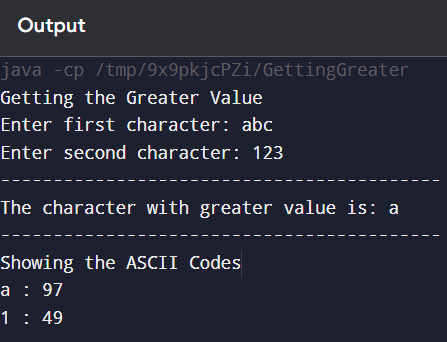 Output
java -cp /tmp/9x9pkjcPZi/GettingGreater
Getting the Greater Value
Enter first character: abc
Enter second character: 123
------------------------------------------
The character with greater value is: a
------------------------------------------
Showing the ASCII Codes
a : 97
1 : 49